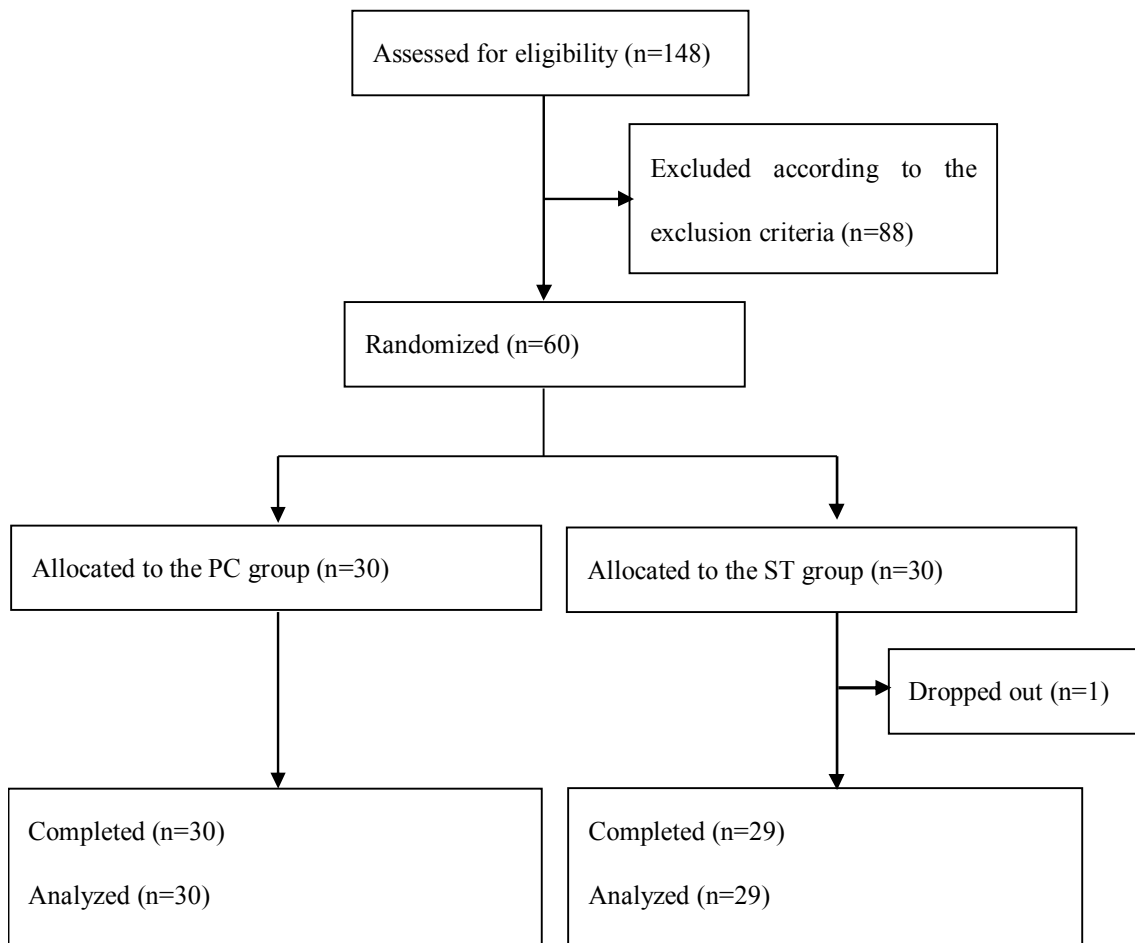 Assessed for eligibility (n=148)
Excluded according to the
exclusion criteria (n=88)
Randomized (n=60)
Allocated to the PC group (n=30)
Allocated to the ST group (n=30)
Dropped out (n=1)
Completed (n=30)
Analyzed (n=30)
Completed (n=29)
Analyzed (n=29)